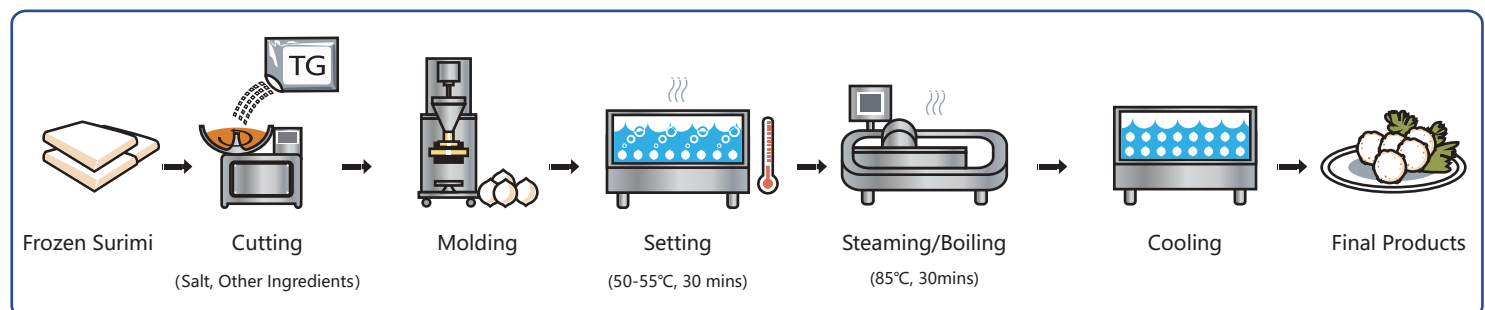 TG
Frozen Surimi
Cutting
(Salt, Other Ingredients)
Molding
Setting
(50-55℃, 30 mins)
Steaming/Boiling
(85℃, 30mins)
Cooling
Final Products